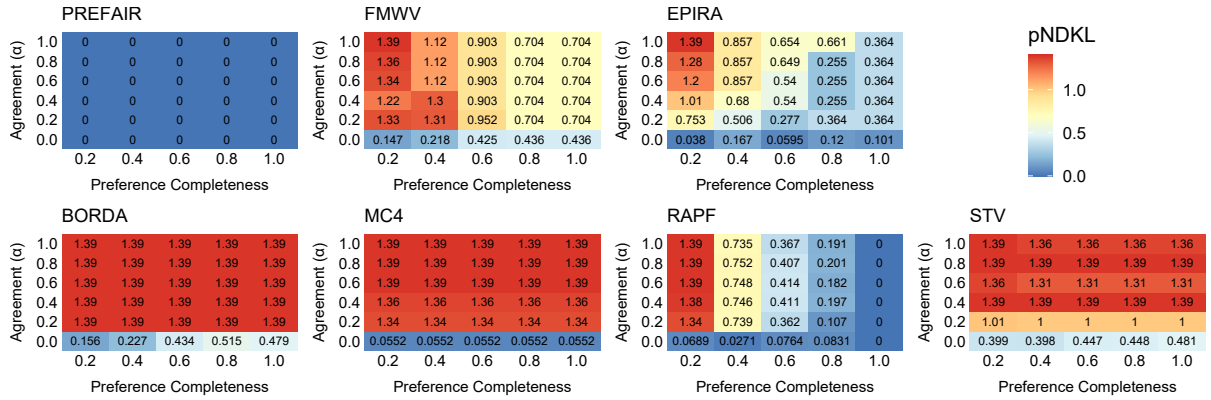 PREFAIR
Agreement (α)
1.0 0 0 0 0 0
0.8 0 0 0 0 0
0.6 0 0 0 0 0
0.4 0 0 0 0 0
0.2 0 0 0 0 0
0.0 0 0 0 0 0
0.2 0.4 0.6 0.8 1.0
Preference Completeness
FMWV
Agreement (α)
1.0 1.39 1.12 0.903 0.704 0.704
0.8 1.36 1.12 0.903 0.704 0.704
0.6 1.34 1.12 0.903 0.704 0.704
0.4 1.22 1.3 0.903 0.704 0.704
0.2 1.33 1.31 0.952 0.704 0.704
0.0 0.147 0.218 0.425 0.436 0.436
0.2 0.4 0.6 0.8 1.0
Preference Completeness
EPIRA
Agreement (α)
1.0 1.39 0.857 0.654 0.661 0.364
0.8 1.28 0.857 0.649 0.255 0.364
0.6 1.2 0.857 0.54 0.255 0.364
0.4 1.01 0.68 0.54 0.255 0.364
0.2 0.753 0.506 0.277 0.364 0.364
0.0 0.038 0.167 0.0595 0.12 0.101
0.2 0.4 0.6 0.8 1.0
Preference Completeness
pNDKL
1.0
0.5
0.0
BORDA
Agreement (α)
1.0 1.39 1.39 1.39 1.39 1.39
0.8 1.39 1.39 1.39 1.39 1.39
0.6 1.39 1.39 1.39 1.39 1.39
0.4 1.39 1.39 1.39 1.39 1.39
0.2 1.39 1.39 1.39 1.39 1.39
0.0 0.156 0.227 0.434 0.515 0.479
0.2 0.4 0.6 0.8 1.0
Preference Completeness
MC4
Agreement (α)
1.0 1.39 1.39 1.39 1.39 1.39
0.8 1.39 1.39 1.39 1.39 1.39
0.6 1.39 1.39 1.39 1.39 1.39
0.4 1.36 1.36 1.36 1.36 1.36
0.2 1.34 1.34 1.34 1.34 1.34
0.0 0.0552 0.0552 0.0552 0.0552 0.0552
0.2 0.4 0.6 0.8 1.0
Preference Completeness
RAPF
Agreement (α)
1.0 1.39 0.735 0.367 0.191 0
0.8 1.39 0.752 0.407 0.201 0
0.6 1.39 0.748 0.414 0.182 0
0.4 1.38 0.746 0.411 0.197 0
0.2 1.34 0.739 0.362 0.107 0
0.0 0.0689 0.0271 0.0764 0.0831 0
0.2 0.4 0.6 0.8 1.0
Preference Completeness
STV
Agreement (α)
1.0 1.39 1.36 1.36 1.36 1.36
0.8 1.39 1.39 1.39 1.39 1.39
0.6 1.36 1.31 1.31 1.31 1.31
0.4 1.39 1.39 1.39 1.39 1.39
0.2 1.01 1 1 1 1
0.0 0.399 0.398 0.447 0.448 0.481
0.2 0.4 0.6 0.8 1.0
Preference Completeness